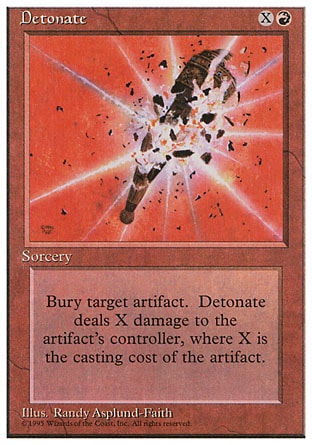 Detonate X
Sorcery
Bury target artifact. Detonate
deals X damage to the
artifact's controller, where X is
the casting cost of the artifact.
Illus. Randy Asplund-Faith
©1995 Wizards of the Coast, Inc. All rights reserved.